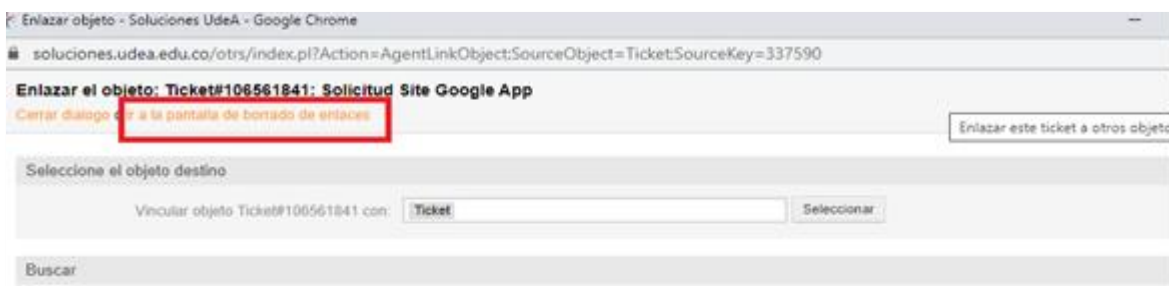 Enlazar objeto - Soluciones UdeA - Google Chrome
soluciones.udea.edu.co/otrs/index.pl?Action=AgentLinkObject;SourceObject=Ticket;SourceKey=337590
Enlazar el objeto: Ticket#106561841: Solicitud Site Google App
Cerrar dialogo o ir a la pantalla de borrado de enlaces
Enlazar este ticket a otros objeto
Seleccione el objeto destino
Vincular objeto Ticket#106561841 con: Ticket Seleccionar
Buscar